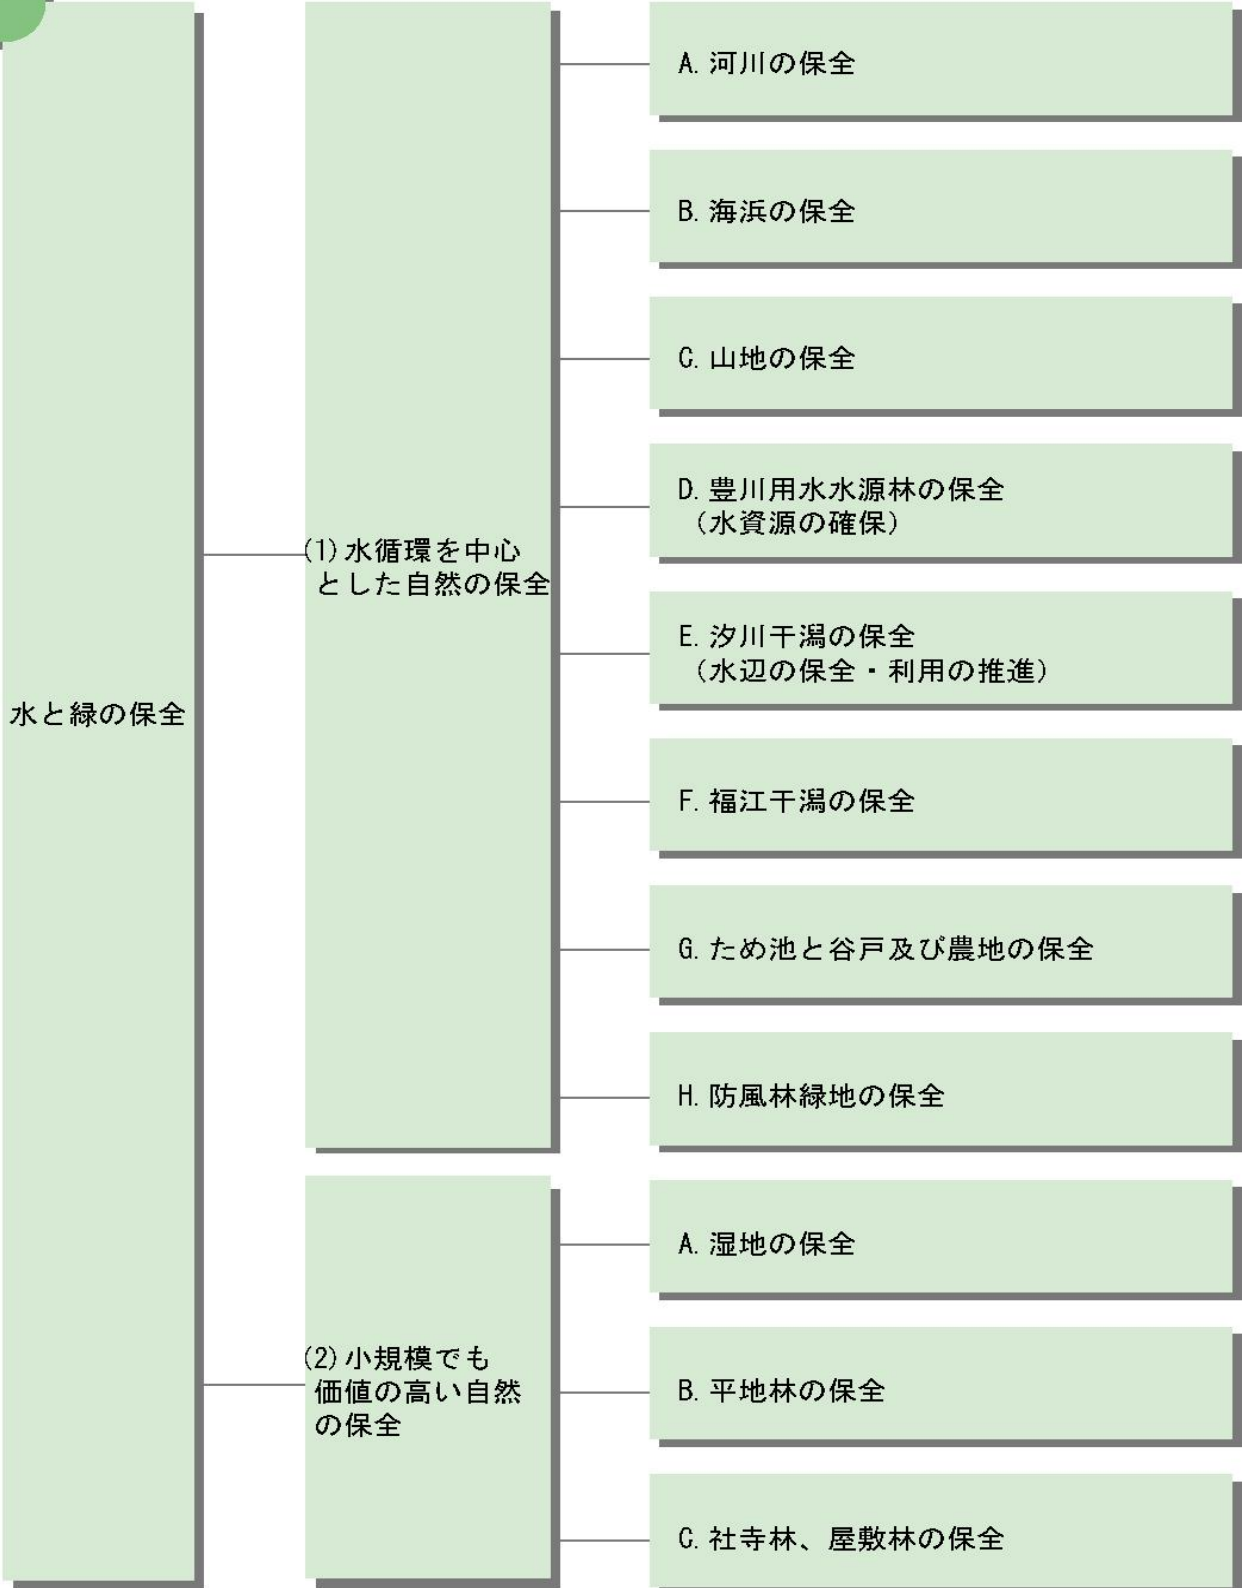 水と緑の保全
(1)水循環を中心
とした自然の保全
A.河川の保全
B.海浜の保全
C.山地の保全
D.豊川用水水源林の保全
(水資源の確保)
E.汐川干潟の保全
(水辺の保全・利用の推進)
F.福江干潟の保全
G.ため池と谷戸及び農地の保全
H.防風林緑地の保全
(2)小規模でも
価値の高い自然
の保全
A.湿地の保全
B.平地林の保全
C.社寺林、屋敷林の保全